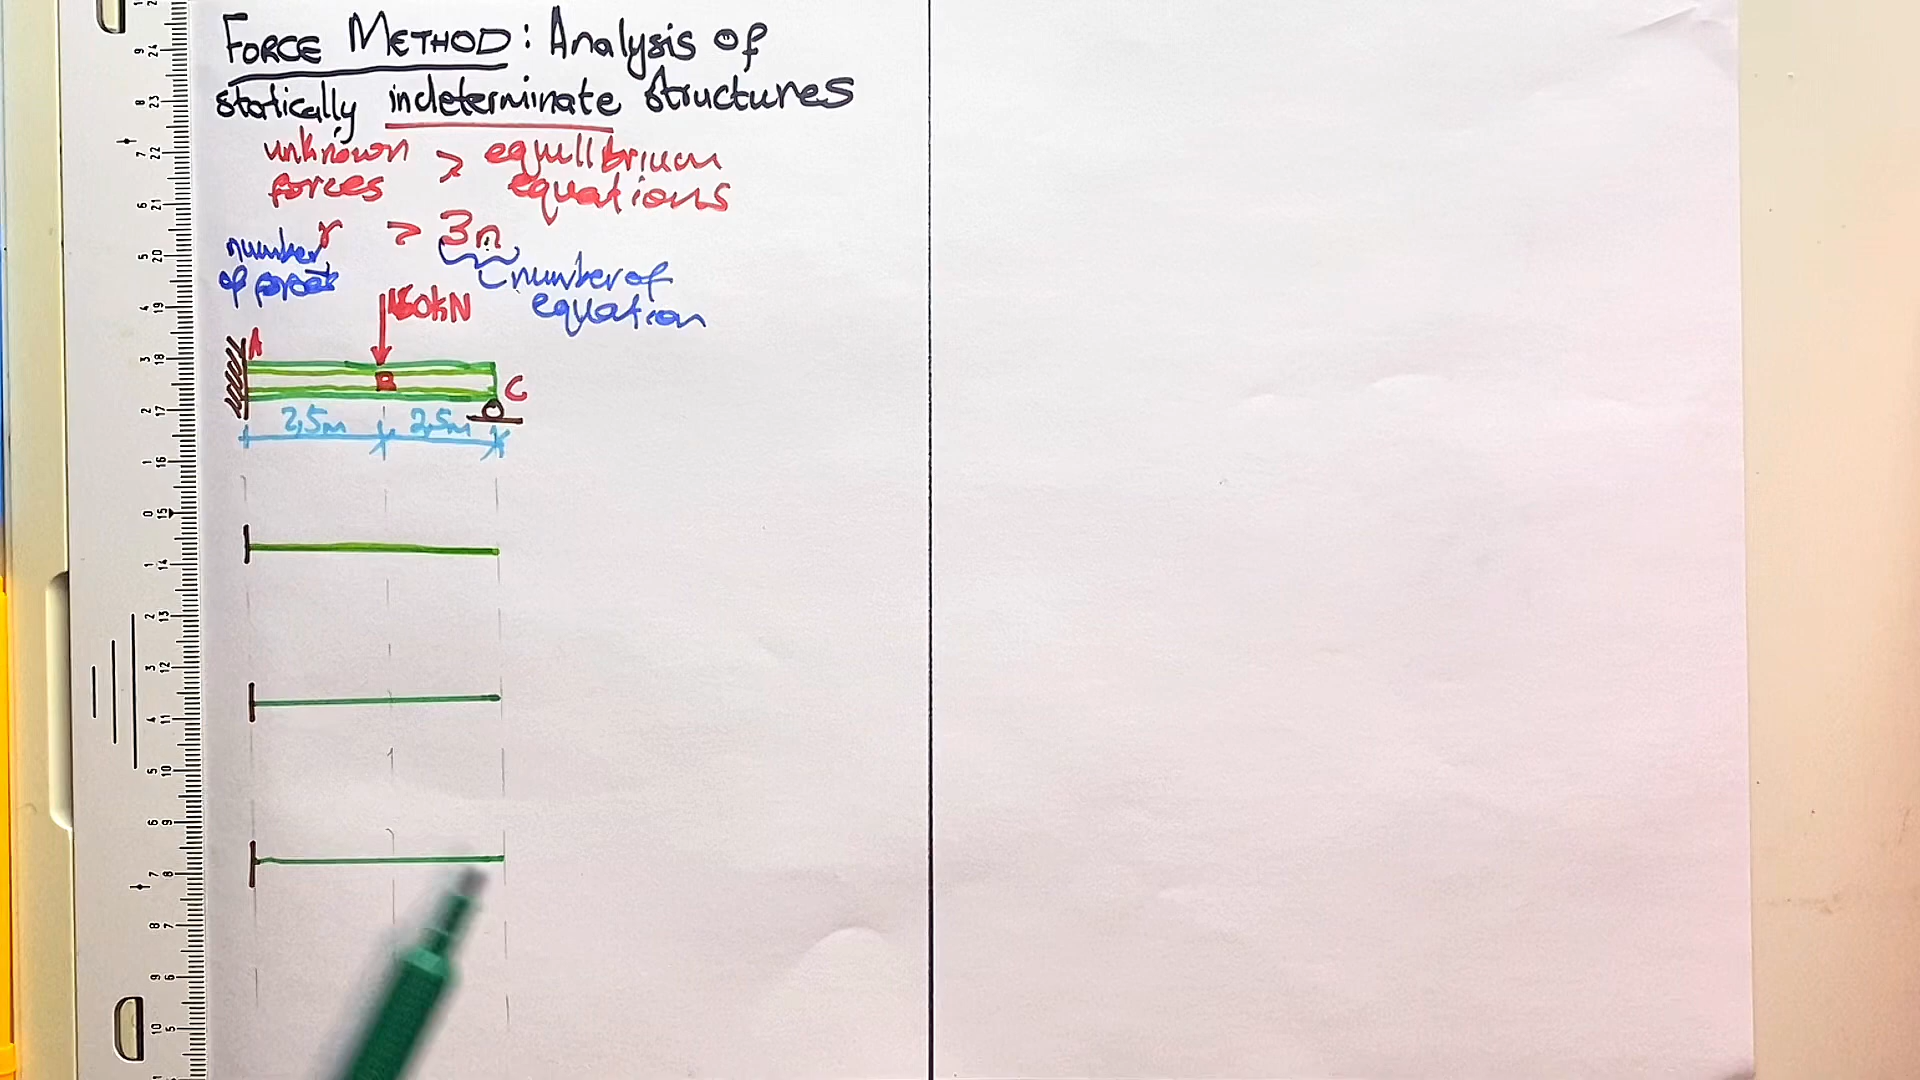 FORCE METHOD: Analysis of
statically indeterminate structures
unknown > equilibrium
forces equations
r > 3n
number
of forces
number of
equation
A
B
C
2,5m 2,5m